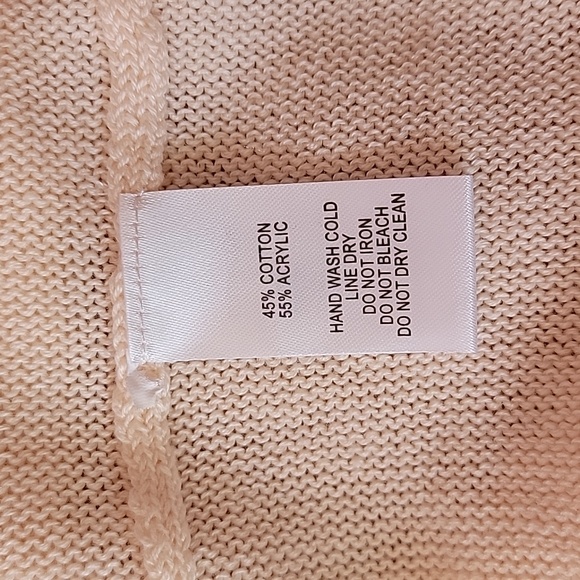 45% COTTON
55% ACRYLIC
HAND WASH COLD
LINE DRY
DO NOT IRON
DO NOT BLEACH
DO NOT DRY CLEAN